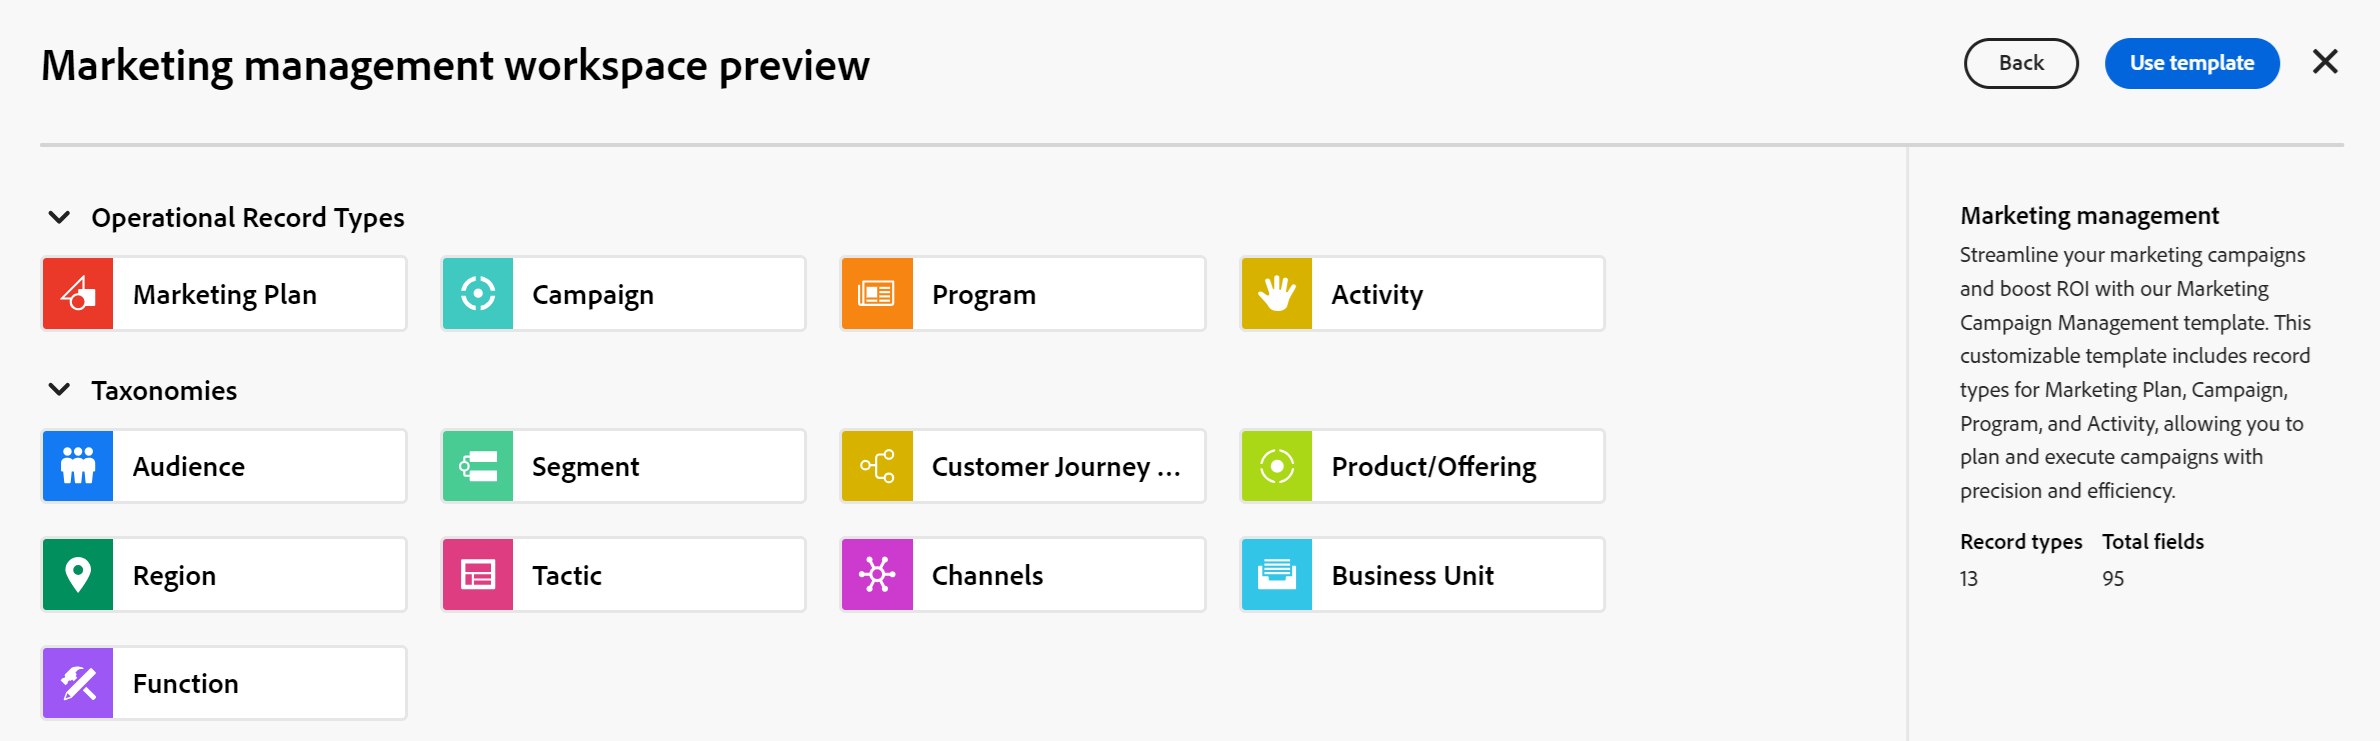 Marketing management workspace preview
Back
Use template
Operational Record Types
Marketing Plan
Campaign
Program
Activity
Taxonomies
Audience
Segment
Customer Journey ...
Product/Offering
Region
Tactic
Channels
Business Unit
Function
Marketing management
Streamline your marketing campaigns
and boost ROI with our Marketing
Campaign Management template. This
customizable template includes record
types for Marketing Plan, Campaign,
Program, and Activity, allowing you to
plan and execute campaigns with
precision and efficiency.
Record types Total fields
13 95